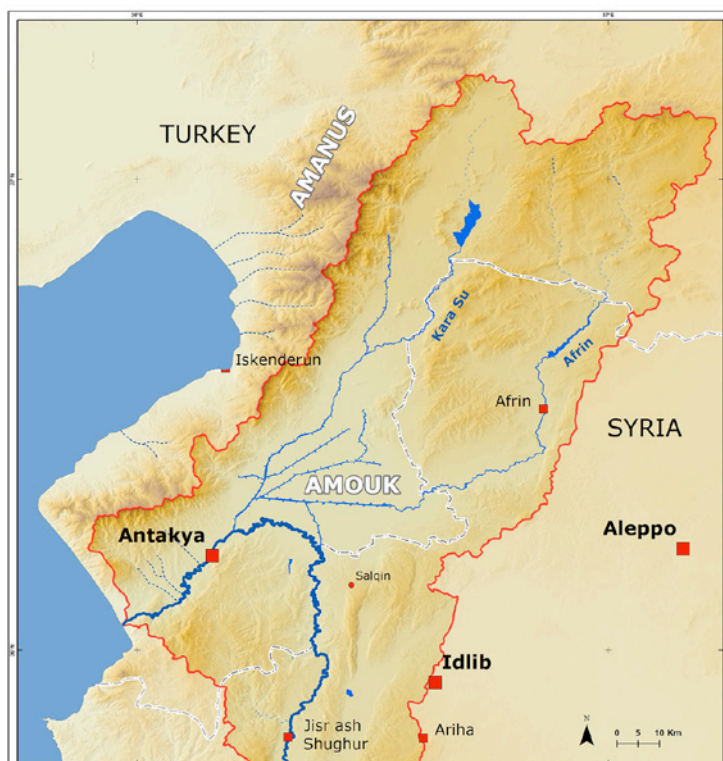 TURKEY
AMANUS
Kara Su
Afrin
Iskenderun
Afrin
SYRIA
AMOUK
Antakya
Aleppo
Salqin
Idlib
Jisr ash
Shughur
Ariha
N
0 5 10 Km